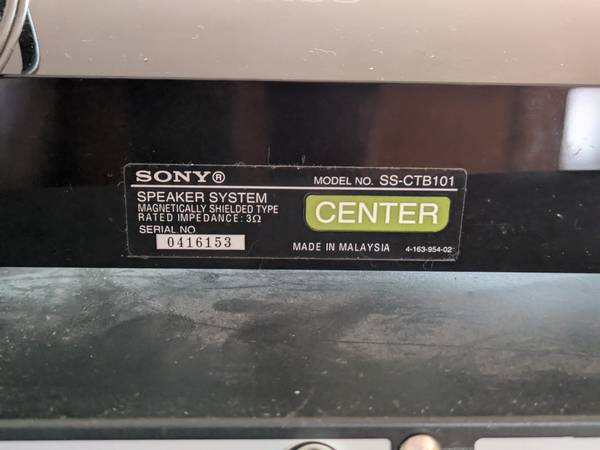 SONY® MODEL NO. SS-CTB101
SPEAKER SYSTEM
MAGNETICALLY SHIELDED TYPE
RATED IMPEDANCE: 3Ω
CENTER
SERIAL NO.
0416153
MADE IN MALAYSIA 4-163-954-02